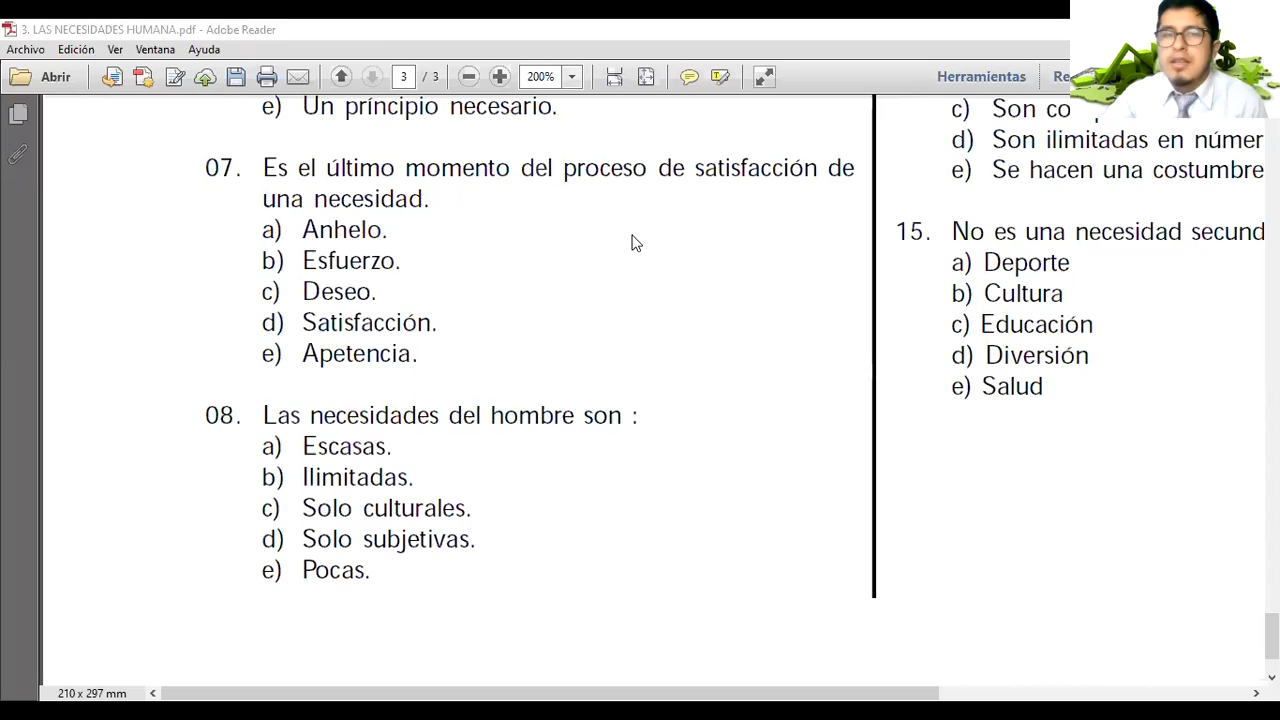 3. LAS NECESIDADES HUMANA.pdf - Adobe Reader
Archivo Edición Ver Ventana Ayuda
Abrir 3 / 3 200% Herramientas
e) Un príncipio necesario.
07. Es el último momento del proceso de satisfacción de
una necesidad.
a) Anhelo.
b) Esfuerzo.
c) Deseo.
d) Satisfacción.
e) Apetencia.
08. Las necesidades del hombre son :
a) Escasas.
b) Ilimitadas.
c) Solo culturales.
d) Solo subjetivas.
e) Pocas.
c) Son
d) Son ilimitadas en númer
e) Se hacen una costumbre
15. No es una necesidad secund
a) Deporte
b) Cultura
c) Educación
d) Diversión
e) Salud
210 x 297 mm